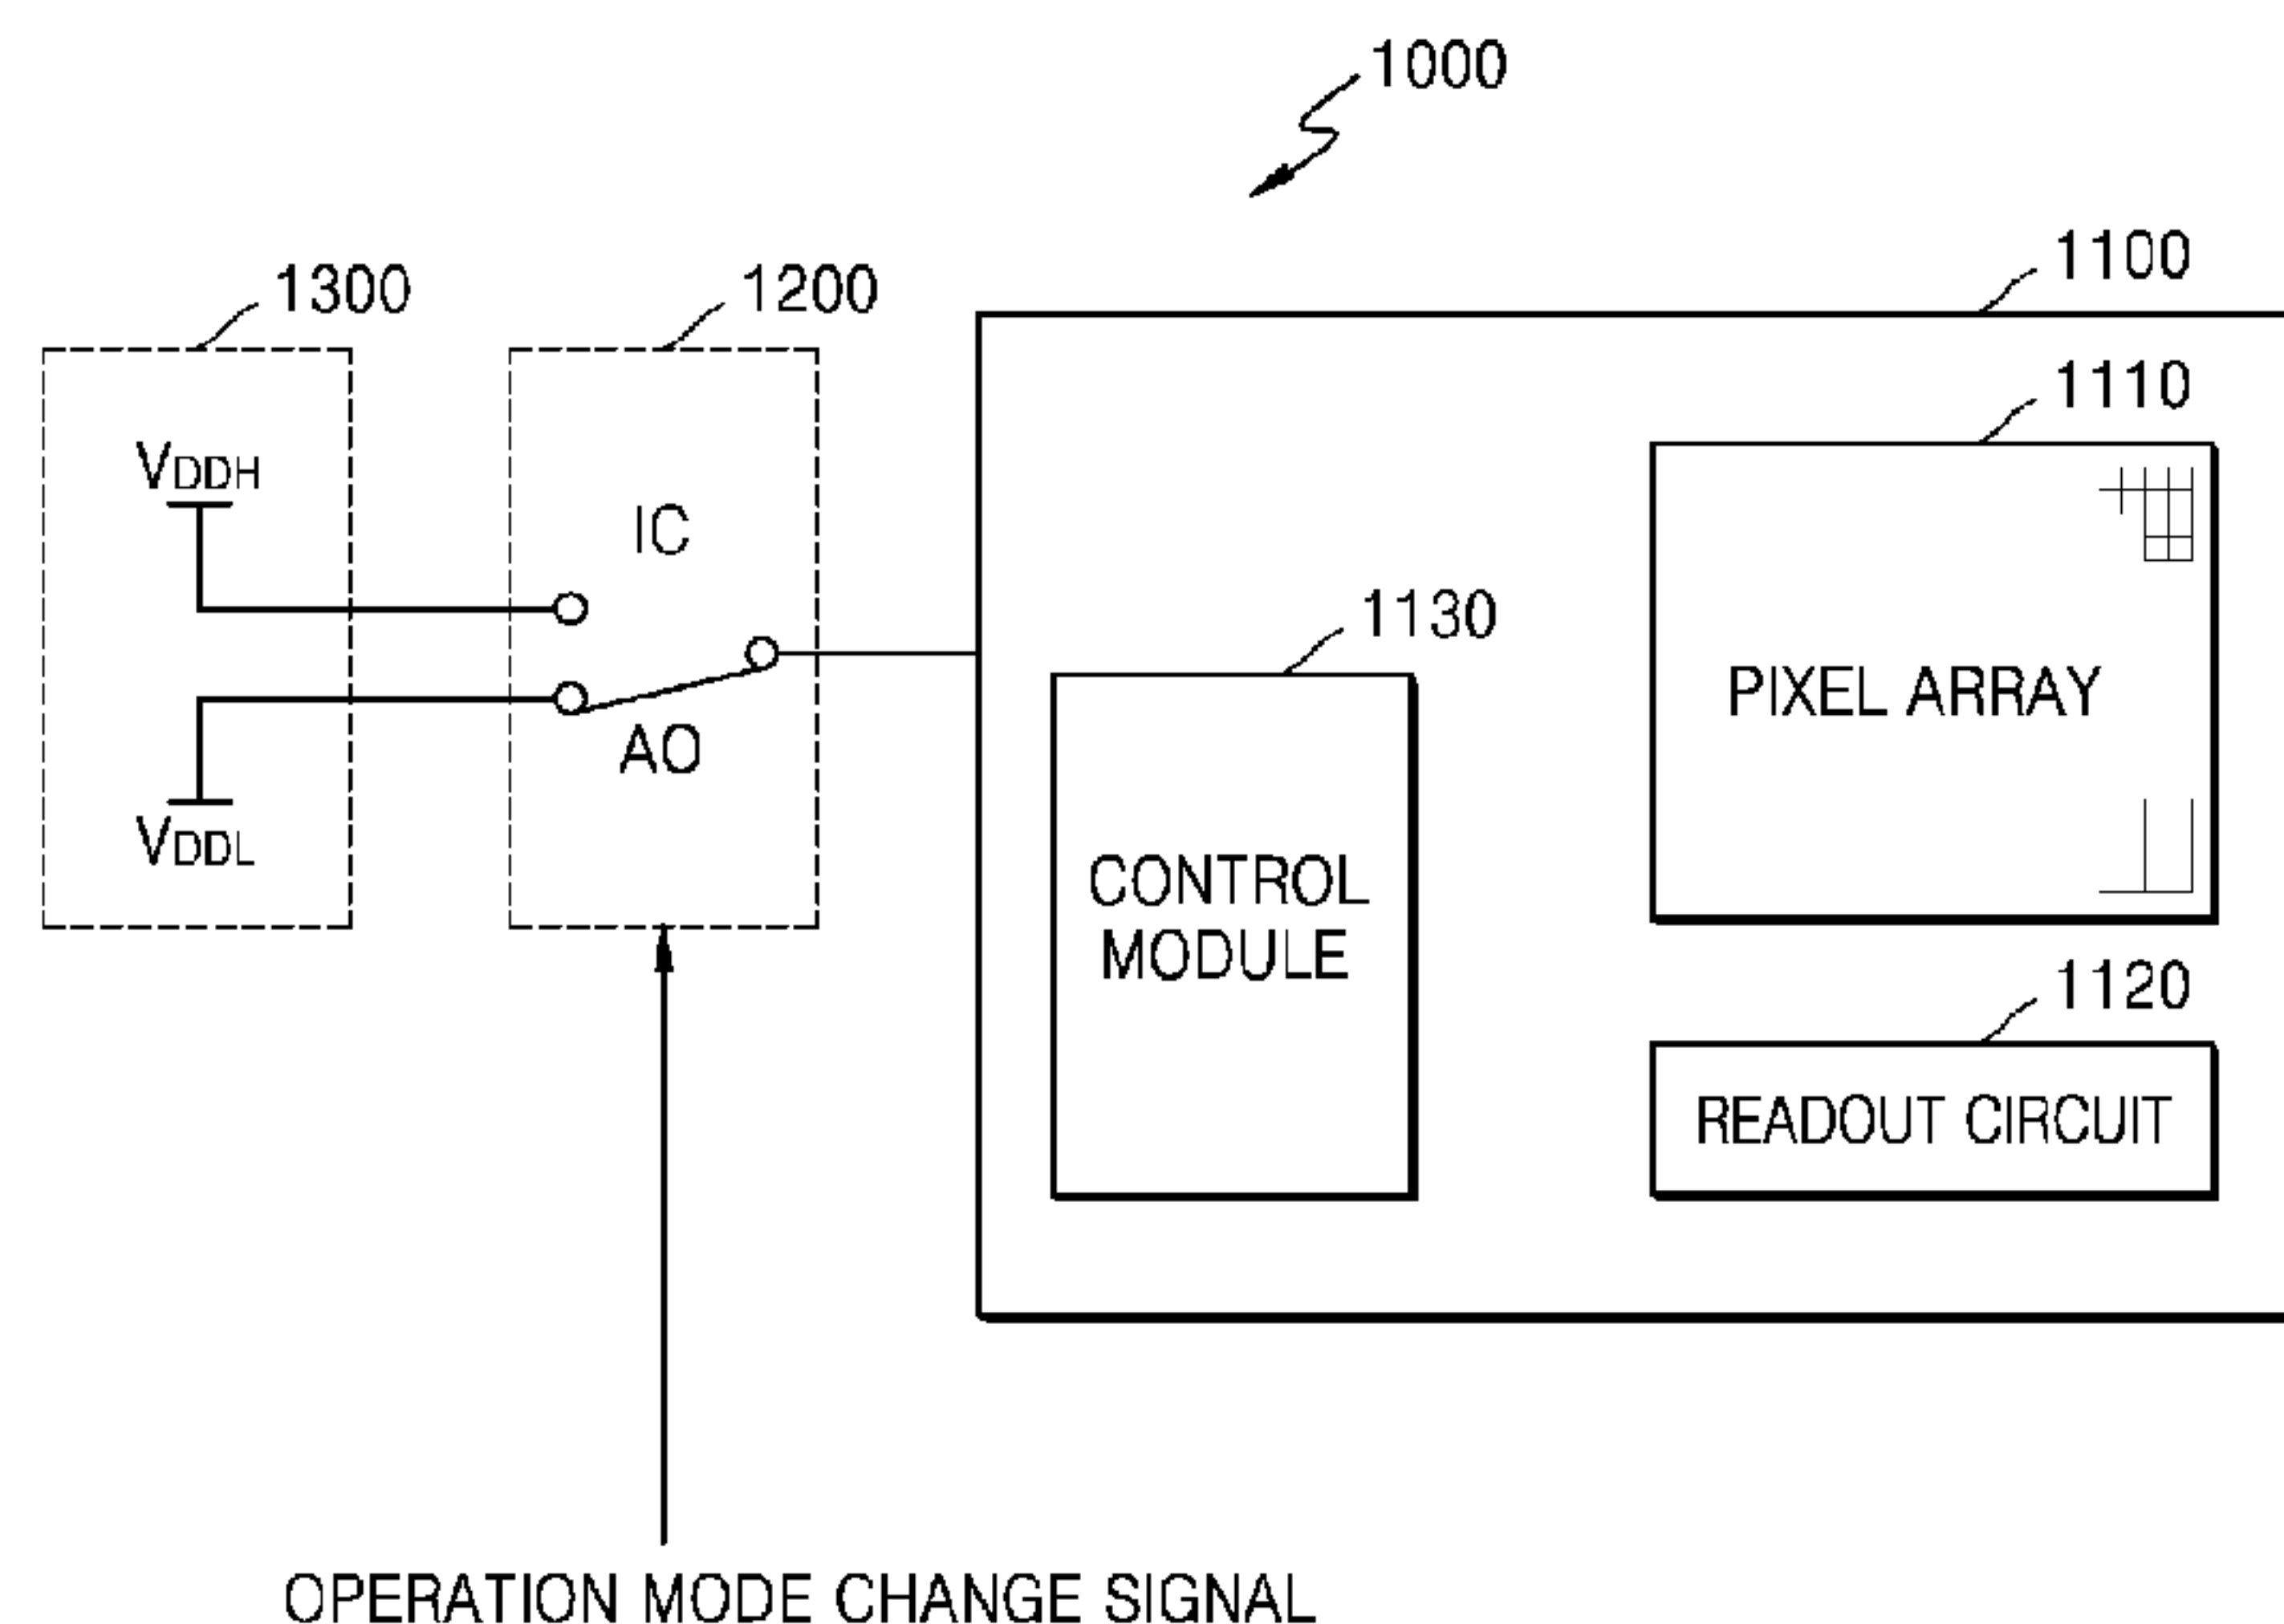 1000
1100
1300
1200
1110
VDDH
IC
1130
PIXEL ARRAY
AO
VDDL
CONTROL
MODULE
1120
READOUT CIRCUIT
OPERATION MODE CHANGE SIGNAL